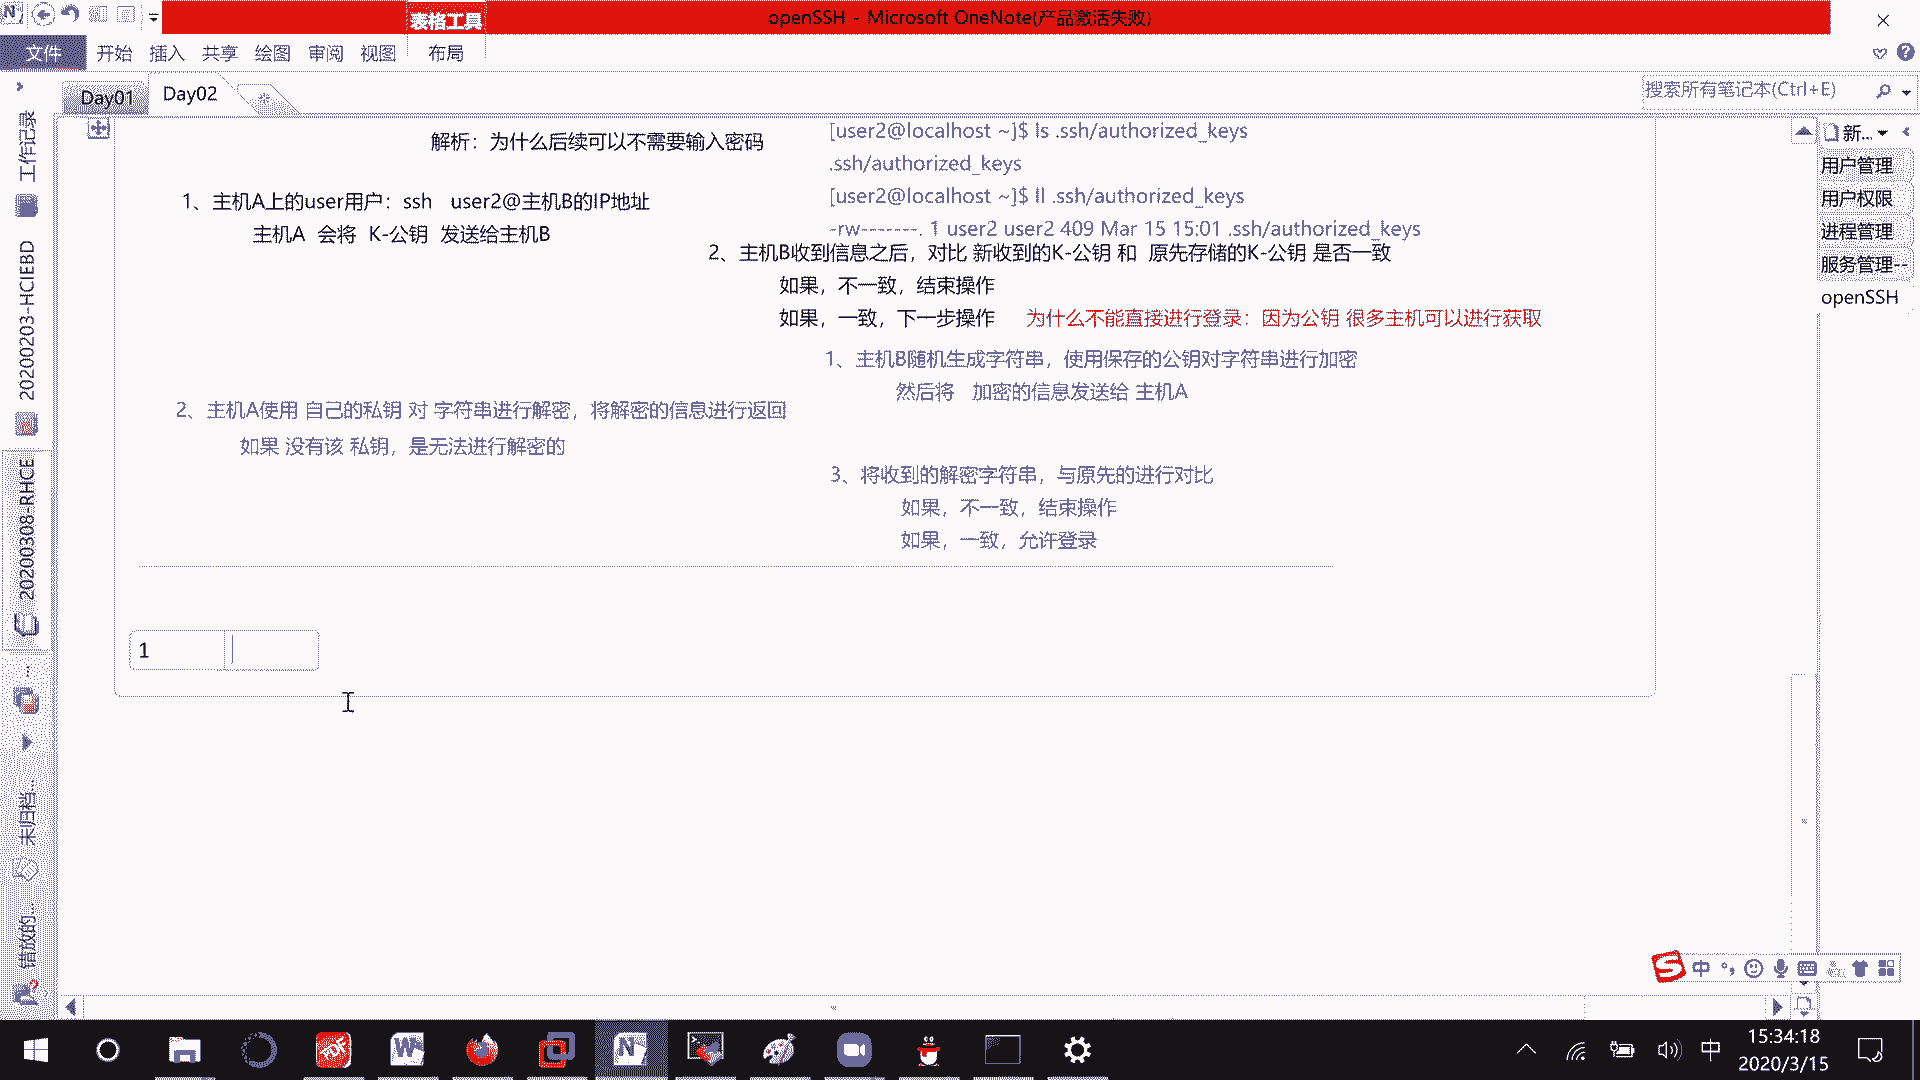 表格工具
openSSH - Microsoft OneNote(产品激活失败)
文件 开始 插入 共享 绘图 审阅 视图 布局
Day01 Day02
搜索所有笔记本(Ctrl+E)
工作记录
20200203-HCIEBD
20200308-RHCE
未归档...
错放的...
新...
用户管理
用户权限
进程管理
服务管理--
openSSH
解析：为什么后续可以不需要输入密码
[user2@localhost ~]$ ls .ssh/authorized_keys
.ssh/authorized_keys
[user2@localhost ~]$ ll .ssh/authorized_keys
-rw-------. 1 user2 user2 409 Mar 15 15:01 .ssh/authorized_keys
1、主机A上的user用户：ssh user2@主机B的IP地址
主机A 会将 K-公钥 发送给主机B
2、主机B收到信息之后，对比 新收到的K-公钥 和 原先存储的K-公钥 是否一致
如果，不一致，结束操作
如果，一致，下一步操作 为什么不能直接进行登录：因为公钥 很多主机可以进行获取
1、主机B随机生成字符串，使用保存的公钥对字符串进行加密
然后将 加密的信息发送给 主机A
2、主机A使用 自己的私钥 对 字符串进行解密，将解密的信息进行返回
如果 没有该 私钥，是无法进行解密的
3、将收到的解密字符串，与原先的进行对比
如果，不一致，结束操作
如果，一致，允许登录
1
中
中
15:34:18
2020/3/15